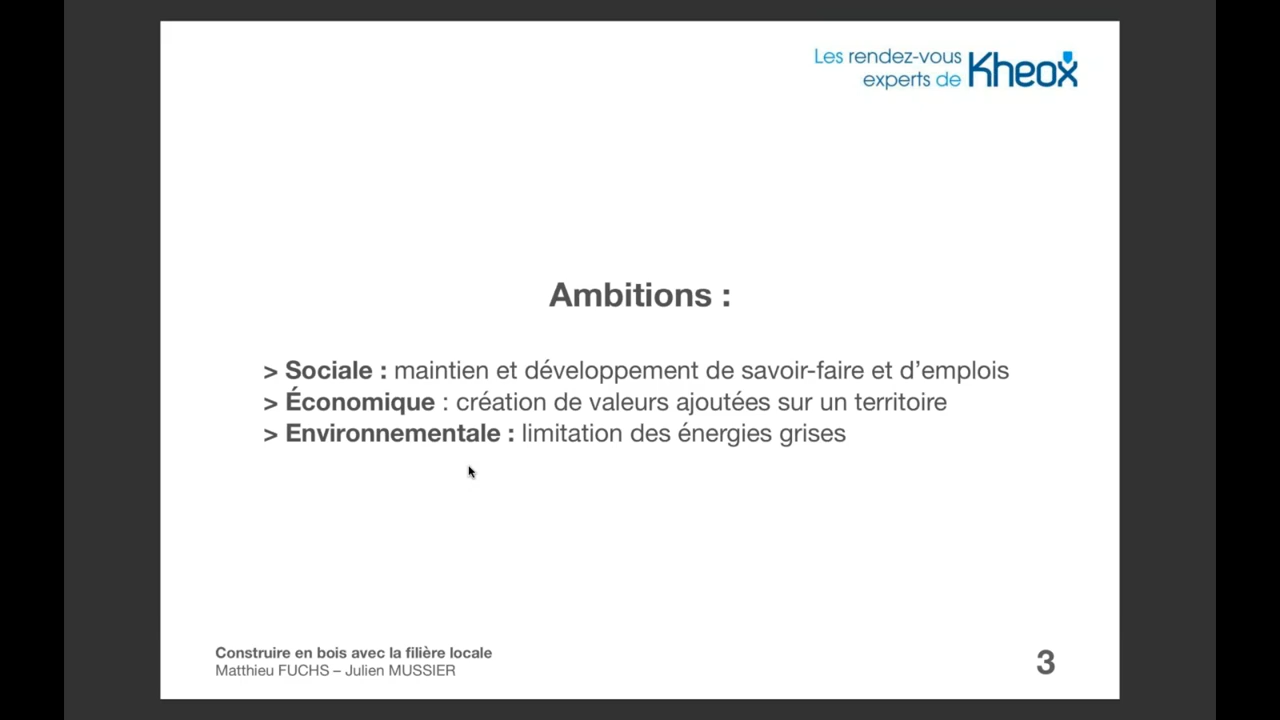 Les rendez-vous
experts de Kheox
Ambitions :
> Sociale : maintien et développement de savoir-faire et d’emplois
> Économique : création de valeurs ajoutées sur un territoire
> Environnementale : limitation des énergies grises
Construire en bois avec la filière locale
Matthieu FUCHS – Julien MUSSIER
3